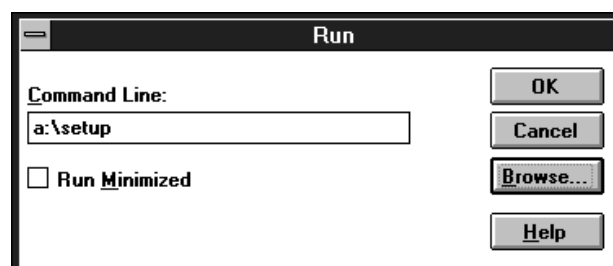 Run
Command Line:
OK
a:\setup
Cancel
Run Minimized
Browse...
Help